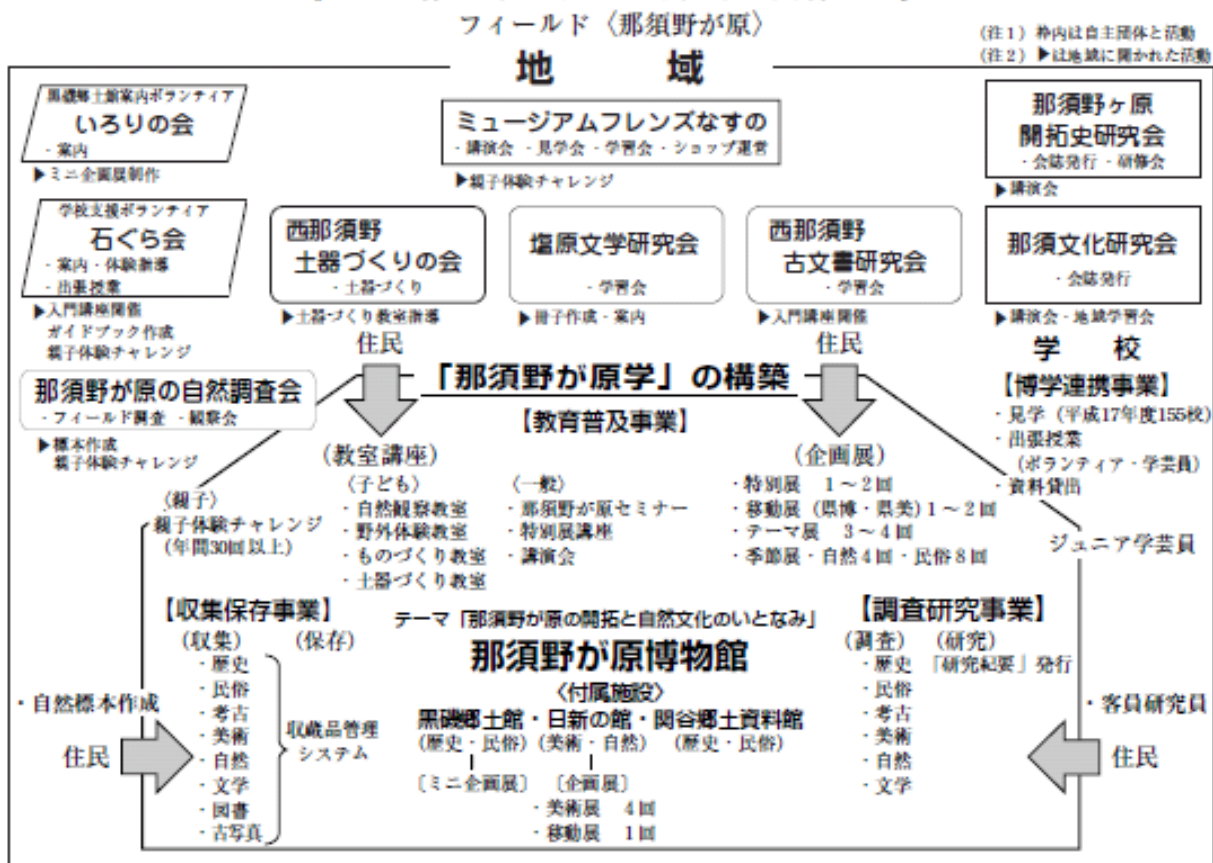 フィールド〈那須野が原〉
(注1) 枠内は自主団体と活動
(注2) ▶は地域に開かれた活動
地 域
黒磯郷土館案内ボランティア
いろりの会
・案内
▶ミニ企画展制作
ミュージアムフレンズなすの
・講演会 ・見学会 ・学習会 ・ショップ運営
▶親子体験チャレンジ
那須野ヶ原
開拓史研究会
・会誌発行 ・研修会
▶講演会
学校支援ボランティア
石ぐら会
・案内・体験指導
・出張授業
▶入門講座開催
ガイドブック作成
親子体験チャレンジ
西那須野
土器づくりの会
・土器づくり
▶土器づくり教室指導
塩原文学研究会
・学習会
▶冊子作成・案内
西那須野
古文書研究会
・学習会
▶入門講座開催
那須文化研究会
・会誌発行
▶講演会・地域学習会
住民
住民
学 校
那須野が原の自然調査会
・フィールド調査 ・観察会
▶標本作成
親子体験チャレンジ
「那須野が原学」の構築
【教育普及事業】
【博学連携事業】
・見学(平成17年度155校)
・出張授業
(ボランティア・学芸員)
・資料貸出
(教室講座)
(企画展)
〈親子〉
親子体験チャレンジ
(年間30回以上)
〈子ども〉
・自然観察教室
・野外体験教室
・ものづくり教室
・土器づくり教室
〈一般〉
・那須野が原セミナー
・特別展講座
・講演会
・特別展 1～2回
・移動展(県博・県美)1～2回
・テーマ展 3～4回
・季節展・自然4回・民俗8回
ジュニア学芸員
【収集保存事業】
(収集) (保存)
・歴史
・民俗
・考古
・美術
・自然
・文学
・図書
・古写真
収蔵品管理
システム
テーマ「那須野が原の開拓と自然文化のいとなみ」
那須野が原博物館
〈付属施設〉
黒磯郷土館・日新の館・関谷郷土資料館
(歴史・民俗)(美術・自然) (歴史・民俗)
〔ミニ企画展〕 〔企画展〕
・美術展 4回
・移動展 1回
【調査研究事業】
(調査) (研究)
・歴史 「研究紀要」発行
・民俗
・考古
・美術
・自然
・文学
・自然標本作成
住民
・客員研究員
住民